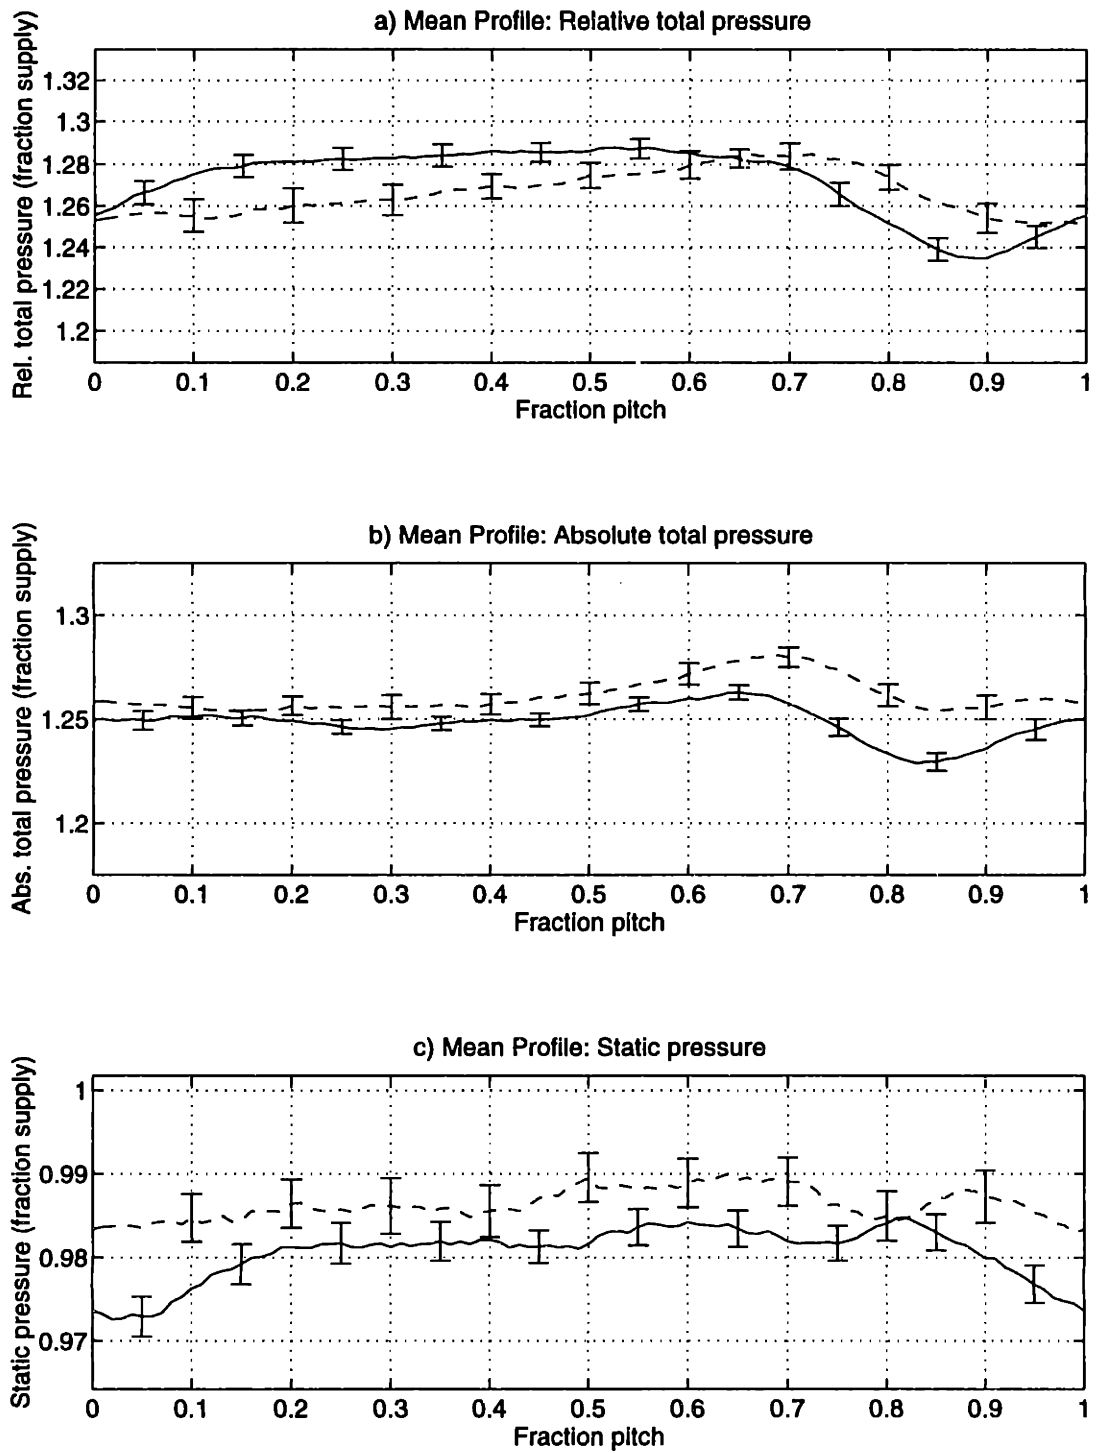 a) Mean Profile: Relative total pressure
Rel. total pressure (fraction supply)
1.32
1.3
1.28
1.26
1.24
1.22
1.2
0 0.1 0.2 0.3 0.4 0.5 0.6 0.7 0.8 0.9 1
Fraction pitch
b) Mean Profile: Absolute total pressure
Abs. total pressure (fraction supply)
1.3
1.25
1.2
0 0.1 0.2 0.3 0.4 0.5 0.6 0.7 0.8 0.9 1
Fraction pitch
c) Mean Profile: Static pressure
Static pressure (fraction supply)
1
0.99
0.98
0.97
0 0.1 0.2 0.3 0.4 0.5 0.6 0.7 0.8 0.9 1
Fraction pitch